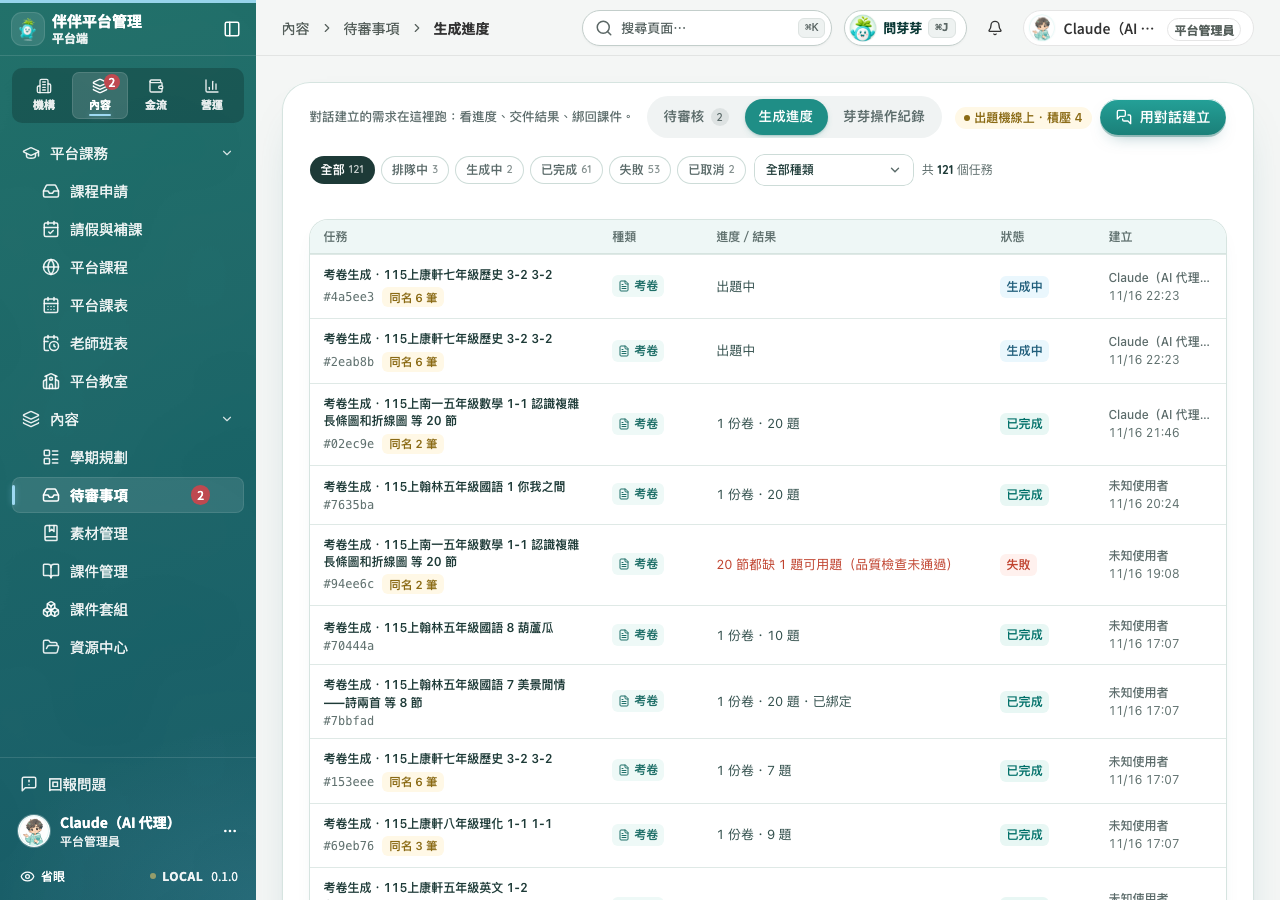 伴伴平台管理
平台端
機構
內容
2
金流
營運
平台課務
課程申請
請假與補課
平台課程
平台課表
老師班表
平台教室
內容
學期規劃
待審事項
2
素材管理
課件管理
課件套組
資源中心
回報問題
Claude（AI 代理）
平台管理員
省眼
LOCAL 0.1.0
內容 > 待審事項 > 生成進度
搜尋頁面… ⌘K
問芽芽 ⌘J
Claude（AI … 平台管理員
對話建立的需求在這裡跑：看進度、交件結果、綁回課件。
待審核 2
生成進度
芽芽操作紀錄
出題機線上 · 積壓 4
用對話建立
全部 121
排隊中 3
生成中 2
已完成 61
失敗 53
已取消 2
全部種類
共 121 個任務
任務 種類 進度 / 結果 狀態 建立
考卷生成 · 115上康軒七年級歷史 3-2 3-2
#4a5ee3 同名 6 筆
考卷
出題中
生成中
Claude（AI 代理…
11/16 22:23
考卷生成 · 115上康軒七年級歷史 3-2 3-2
#2eab8b 同名 6 筆
考卷
出題中
生成中
Claude（AI 代理…
11/16 22:23
考卷生成 · 115上南一五年級數學 1-1 認識複雜
長條圖和折線圖 等 20 節
#02ec9e 同名 2 筆
考卷
1 份卷 · 20 題
已完成
Claude（AI 代理…
11/16 21:46
考卷生成 · 115上翰林五年級國語 1 你我之間
#7635ba
考卷
1 份卷 · 20 題
已完成
未知使用者
11/16 20:24
考卷生成 · 115上南一五年級數學 1-1 認識複雜
長條圖和折線圖 等 20 節
#94ee6c 同名 2 筆
考卷
20 節都缺 1 題可用題（品質檢查未通過）
失敗
未知使用者
11/16 19:08
考卷生成 · 115上翰林五年級國語 8 葫蘆瓜
#70444a
考卷
1 份卷 · 10 題
已完成
未知使用者
11/16 17:07
考卷生成 · 115上翰林五年級國語 7 美景閒情
——詩兩首 等 8 節
#7bbfad
考卷
1 份卷 · 20 題 · 已綁定
已完成
未知使用者
11/16 17:07
考卷生成 · 115上康軒七年級歷史 3-2 3-2
#153eee 同名 6 筆
考卷
1 份卷 · 7 題
已完成
未知使用者
11/16 17:07
考卷生成 · 115上康軒八年級理化 1-1 1-1
#69eb76 同名 3 筆
考卷
1 份卷 · 9 題
已完成
未知使用者
11/16 17:07
考卷生成 · 115上康軒五年級英文 1-2
未知使用者